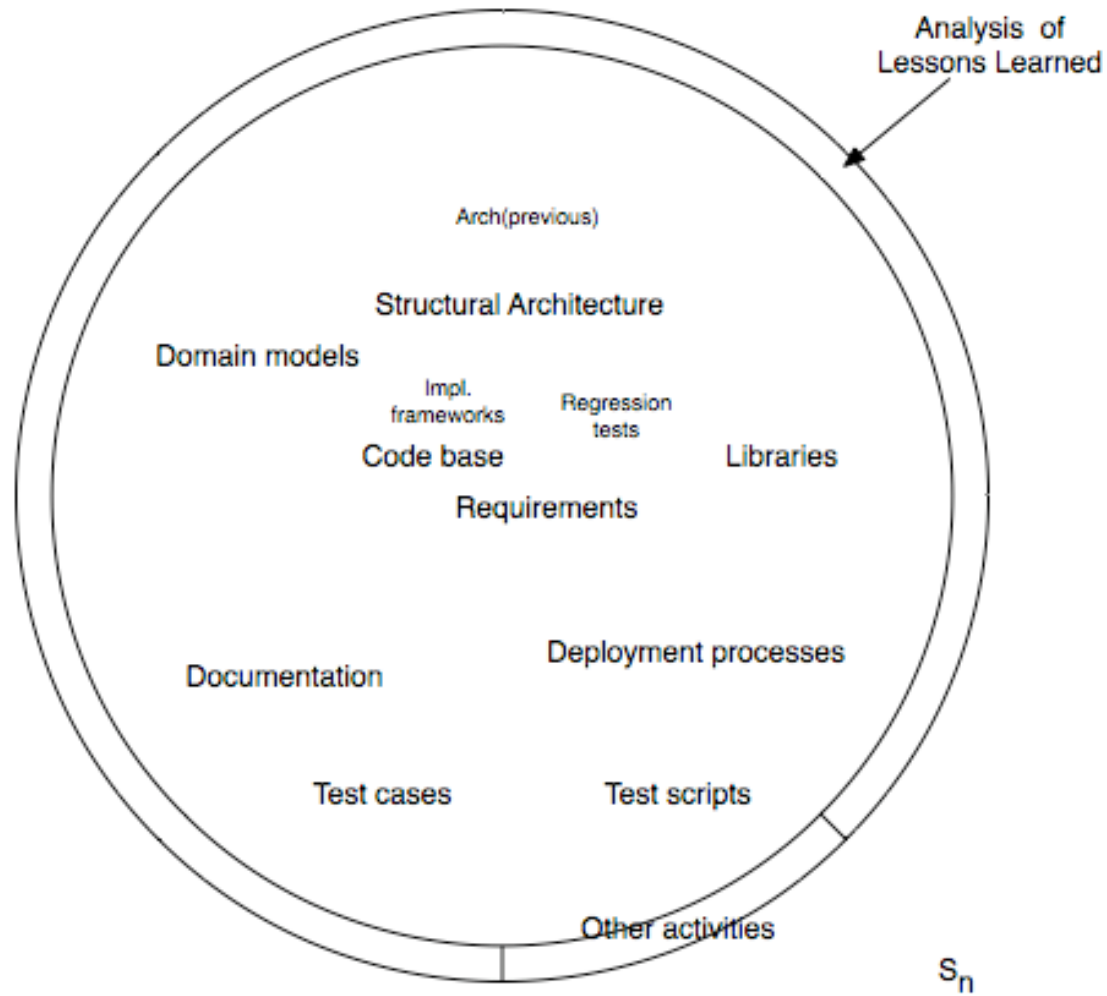 Analysis of
Lessons Learned
Arch(previous)
Structural Architecture
Domain models
Impl.
frameworks
Regression
tests
Code base
Libraries
Requirements
Deployment processes
Documentation
Test cases
Test scripts
Other activities
Sn